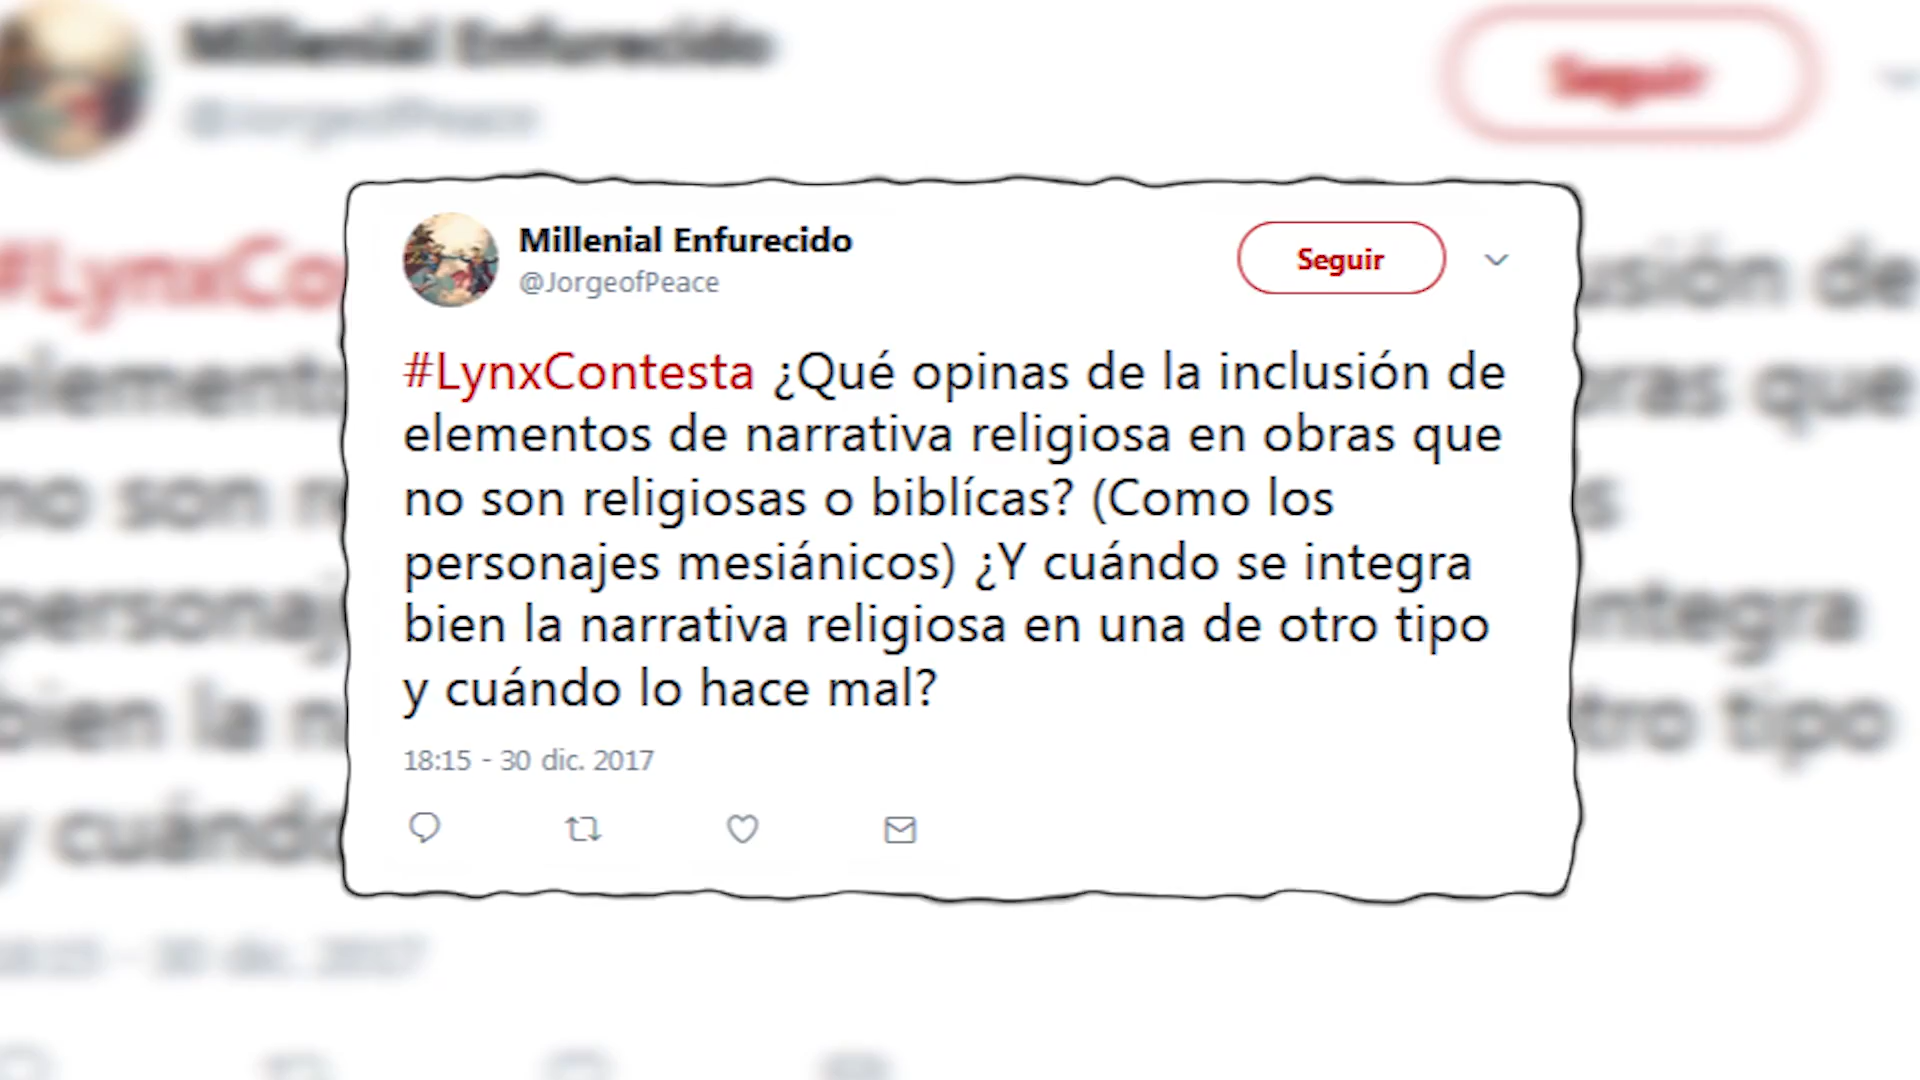 Millenial Enfurecido
@JorgeofPeace
Seguir
#LynxContesta ¿Qué opinas de la inclusión de
elementos de narrativa religiosa en obras que
no son religiosas o biblícas? (Como los
personajes mesiánicos) ¿Y cuándo se integra
bien la narrativa religiosa en una de otro tipo
y cuándo lo hace mal?
18:15 - 30 dic. 2017